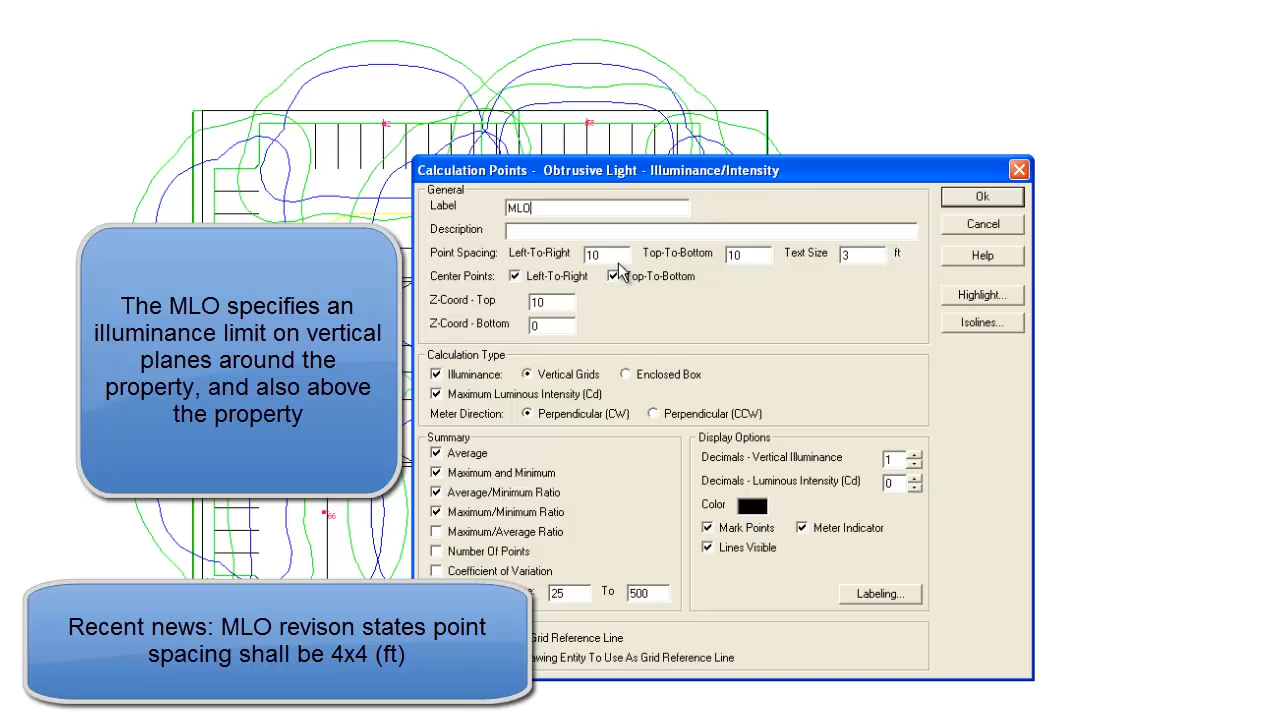 Calculation Points - Obtrusive Light - Illuminance/Intensity
General
Label MLO
Ok
Description
Cancel
Point Spacing: Left-To-Right 10 Top-To-Bottom 10 Text Size 3 ft
Help
Center Points: Left-To-Right Top-To-Bottom
Z-Coord - Top 10
Highlight...
Z-Coord - Bottom 0
Isolines...
Calculation Type
Illuminance: Vertical Grids Enclosed Box
Maximum Luminous Intensity (Cd)
Meter Direction: Perpendicular (CW) Perpendicular (CCW)
Summary
Average
Maximum and Minimum
Average/Minimum Ratio
Maximum/Minimum Ratio
Maximum/Average Ratio
Number Of Points
Coefficient of Variation
25 To 500
Display Options
Decimals - Vertical Illuminance 1
Decimals - Luminous Intensity (Cd) 0
Color
Mark Points Meter Indicator
Lines Visible
Labeling...
Grid Reference Line
awing Entity To Use As Grid Reference Line
The MLO specifies an
illuminance limit on vertical
planes around the
property, and also above
the property
Recent news: MLO revison states point
spacing shall be 4x4 (ft)